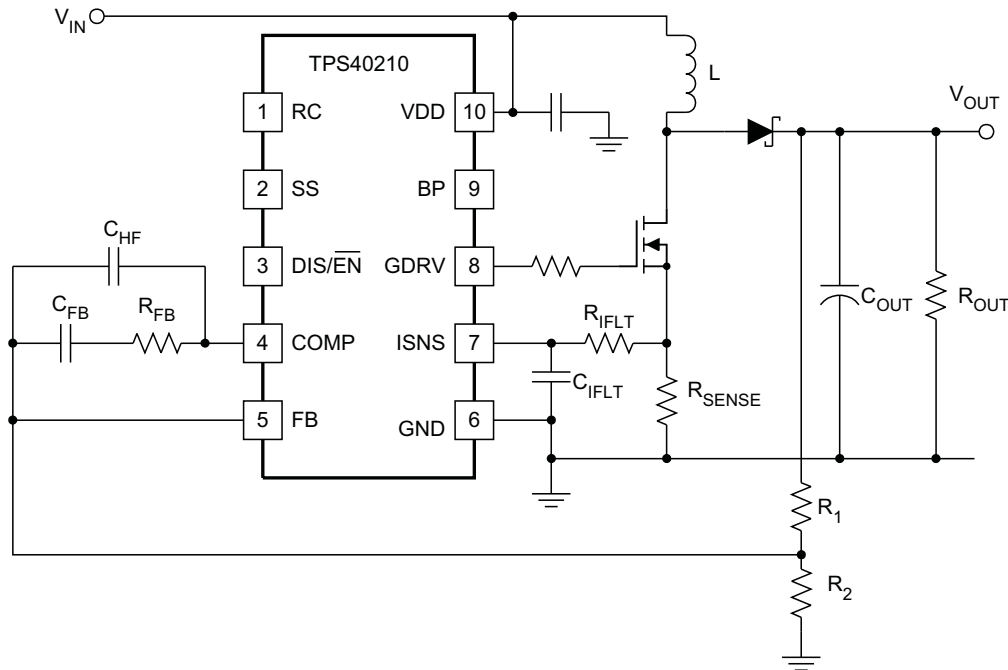 V_IN
TPS40210
1 RC
VDD 10
L
V_OUT
2 SS
BP 9
C_HF
3 DIS/E̅N̅
GDRV 8
C_FB
R_FB
4 COMP
ISNS 7
R_IFLT
C_OUT
R_OUT
C_IFLT
R_SENSE
5 FB
GND 6
R_1
R_2